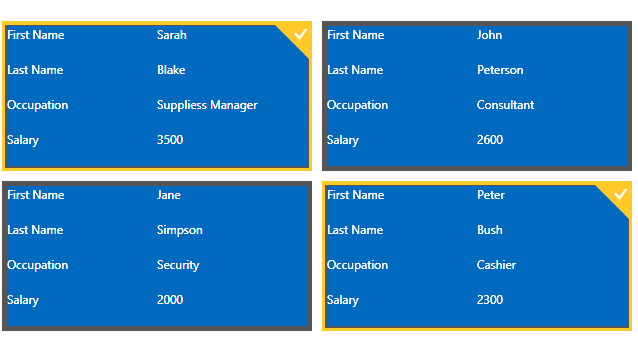 First Name Sarah
Last Name Blake
Occupation Suppliess Manager
Salary 3500
First Name John
Last Name Peterson
Occupation Consultant
Salary 2600
First Name Jane
Last Name Simpson
Occupation Security
Salary 2000
First Name Peter
Last Name Bush
Occupation Cashier
Salary 2300